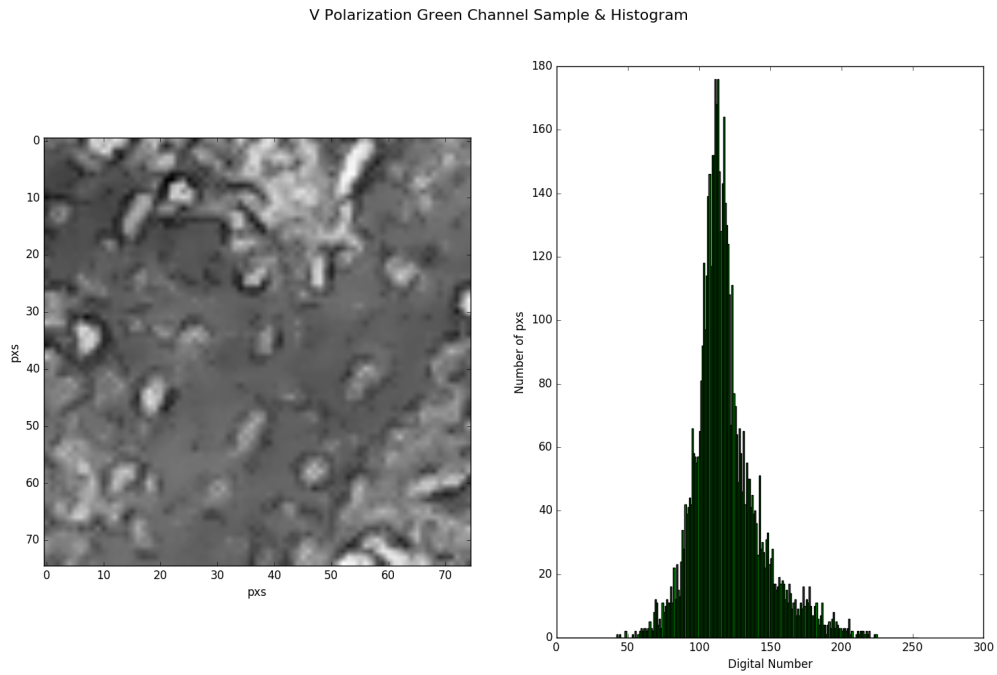 V Polarization Green Channel Sample & Histogram
0
10
20
30
40
50
60
70
pxs
0 10 20 30 40 50 60 70
pxs
180
160
140
120
100
80
60
40
20
0
Number of pxs
0 50 100 150 200 250 300
Digital Number